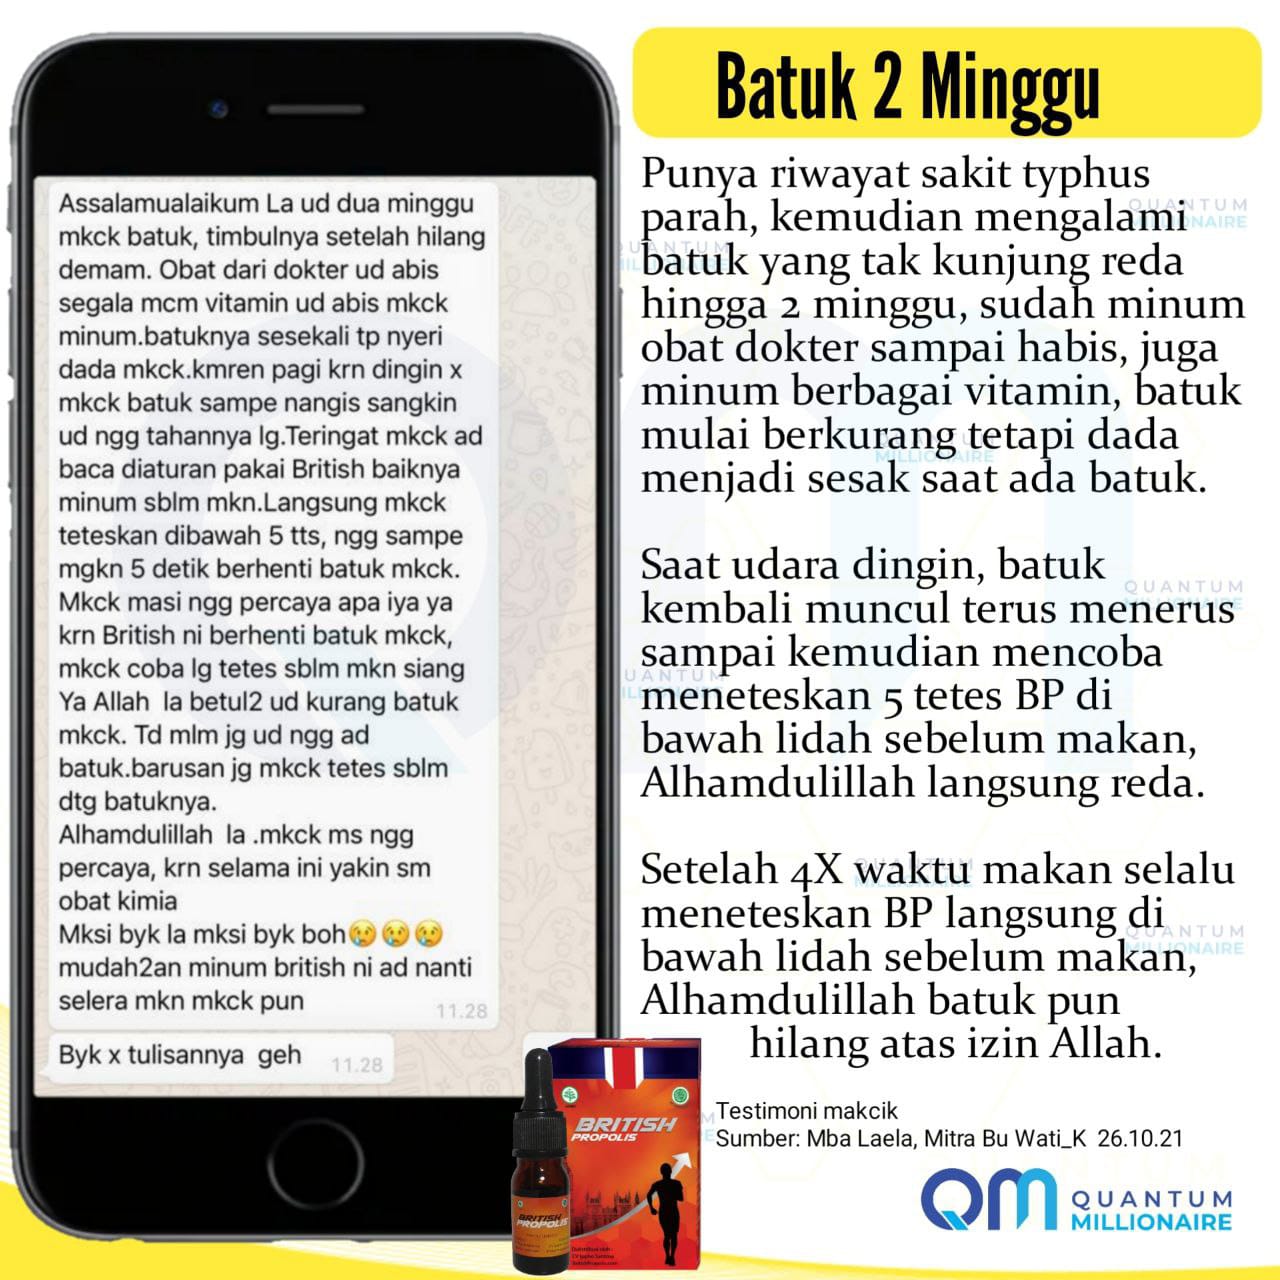 Assalamualaikum La ud dua minggu
mkck batuk, timbulnya setelah hilang
demam. Obat dari dokter ud abis
segala mcm vitamin ud abis mkck
minum.batuknya sesekali tp nyeri
dada mkck.kmren pagi krn dingin x
mkck batuk sampe nangis sangkin
ud ngg tahannya lg.Teringat mkck ad
baca diaturan pakai British baiknya
minum sblm mkn.Langsung mkck
teteskan dibawah 5 tts, ngg sampe
mgkn 5 detik berhenti batuk mkck.
Mkck masi ngg percaya apa iya ya
krn British ni berhenti batuk mkck,
mkck coba lg tetes sblm mkn siang
Ya Allah la betul2 ud kurang batuk
mkck. Td mlm jg ud ngg ad
batuk.barusan jg mkck tetes sblm
dtg batuknya.
Alhamdulillah la .mkck ms ngg
percaya, krn selama ini yakin sm
obat kimia
Mksi byk la mksi byk boh😢😢😢
mudah2an minum british ni ad nanti
selera mkn mkck pun
11.28
Byk x tulisannya geh
11.28
Batuk 2 Minggu
Punya riwayat sakit typhus
parah, kemudian mengalami
batuk yang tak kunjung reda
hingga 2 minggu, sudah minum
obat dokter sampai habis, juga
minum berbagai vitamin, batuk
mulai berkurang tetapi dada
menjadi sesak saat ada batuk.
Saat udara dingin, batuk
kembali muncul terus menerus
sampai kemudian mencoba
meneteskan 5 tetes BP di
bawah lidah sebelum makan,
Alhamdulillah langsung reda.
Setelah 4X waktu makan selalu
meneteskan BP langsung di
bawah lidah sebelum makan,
Alhamdulillah batuk pun
hilang atas izin Allah.
Testimoni makcik
Sumber: Mba Laela, Mitra Bu Wati_K 26.10.21
BRITISH
PROPOLIS
BRITISH
PROPOLIS
QM QUANTUM
MILLIONAIRE
QUANTUM
MILLIONAIRE